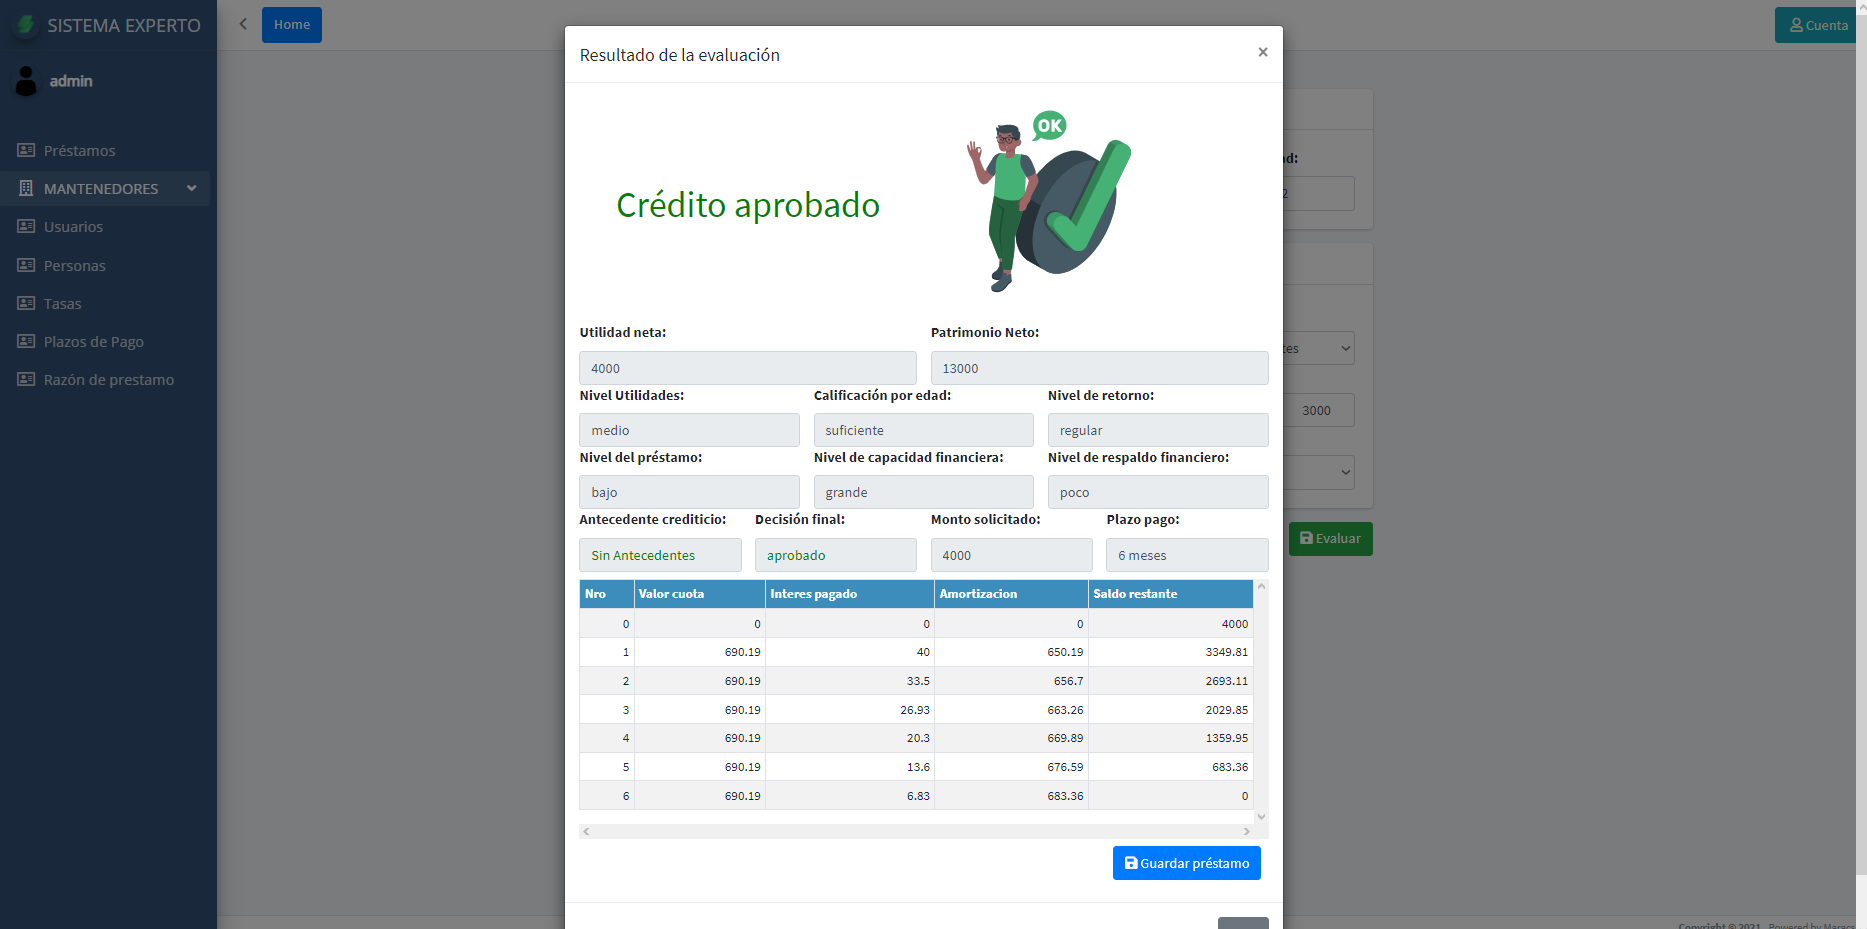 SISTEMA EXPERTO
Home
Cuenta
admin
Préstamos
MANTENEDORES
Usuarios
Personas
Tasas
Plazos de Pago
Razón de prestamo
Resultado de la evaluación
×
OK
Crédito aprobado
Utilidad neta: Patrimonio Neto:
4000 13000
Nivel Utilidades: Calificación por edad: Nivel de retorno:
medio suficiente regular
Nivel del préstamo: Nivel de capacidad financiera: Nivel de respaldo financiero:
bajo grande poco
Antecedente crediticio: Decisión final: Monto solicitado: Plazo pago:
Sin Antecedentes aprobado 4000 6 meses
Nro Valor cuota Interes pagado Amortizacion Saldo restante
0 0 0 0 4000
1 690.19 40 650.19 3349.81
2 690.19 33.5 656.7 2693.11
3 690.19 26.93 663.26 2029.85
4 690.19 20.3 669.89 1359.95
5 690.19 13.6 676.59 683.36
6 690.19 6.83 683.36 0
Guardar préstamo
3000
Evaluar
Copyright © 2021 Powered by